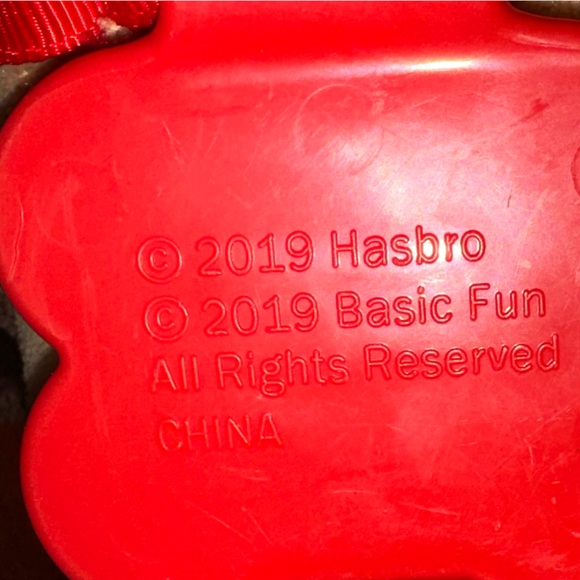 © 2019 Hasbro
© 2019 Basic Fun
All Rights Reserved
CHINA